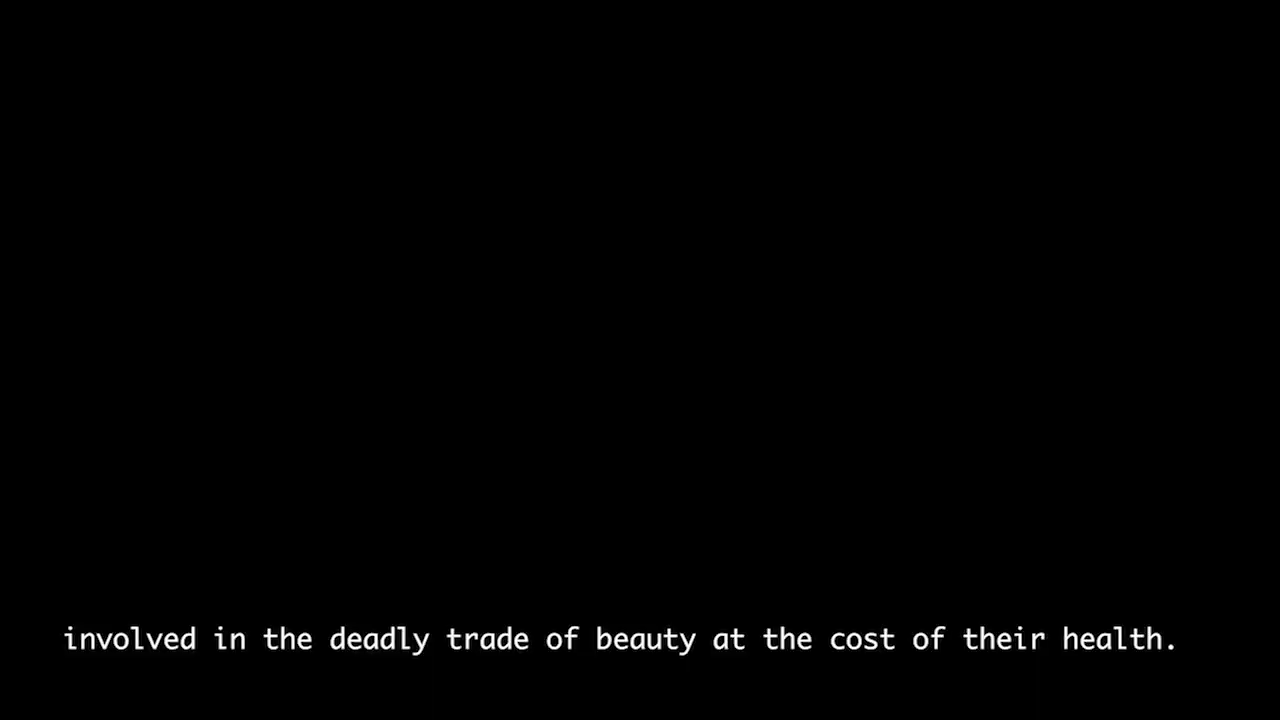 involved in the deadly trade of beauty at the cost of their health.